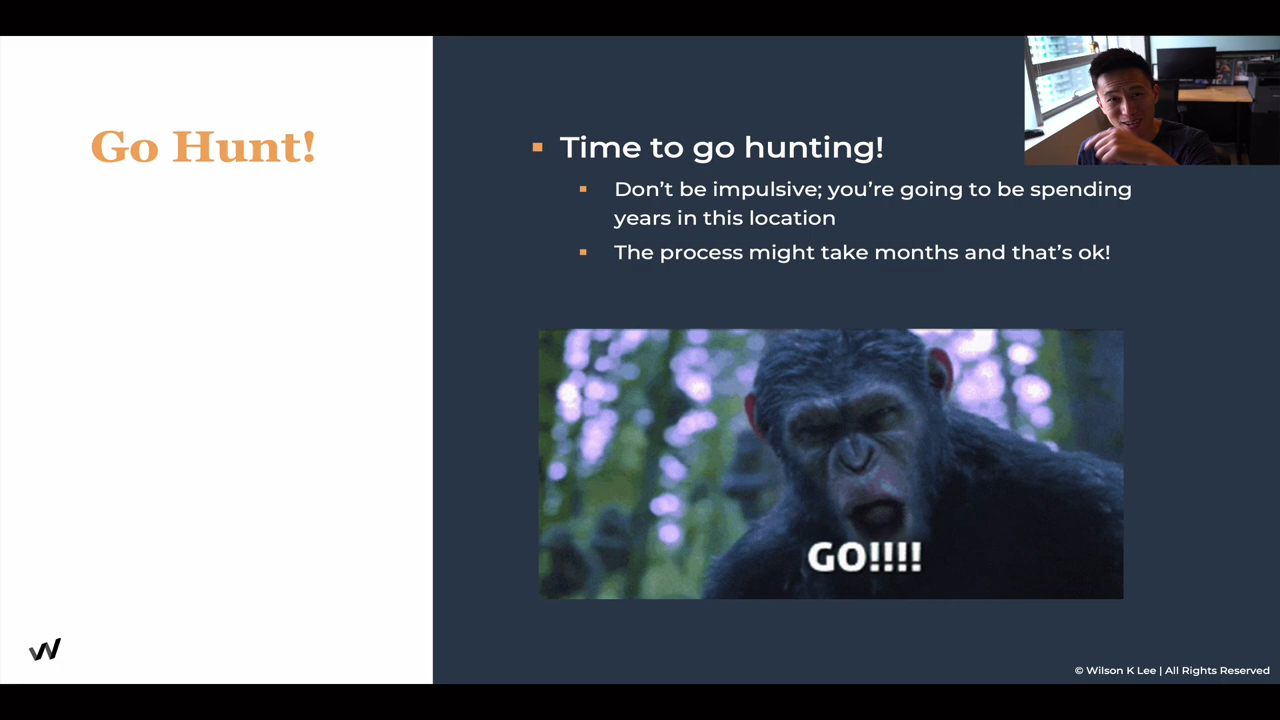 Go Hunt!
Time to go hunting!
Don’t be impulsive; you’re going to be spending
years in this location
The process might take months and that’s ok!
GO!!!!
© Wilson K Lee | All Rights Reserved